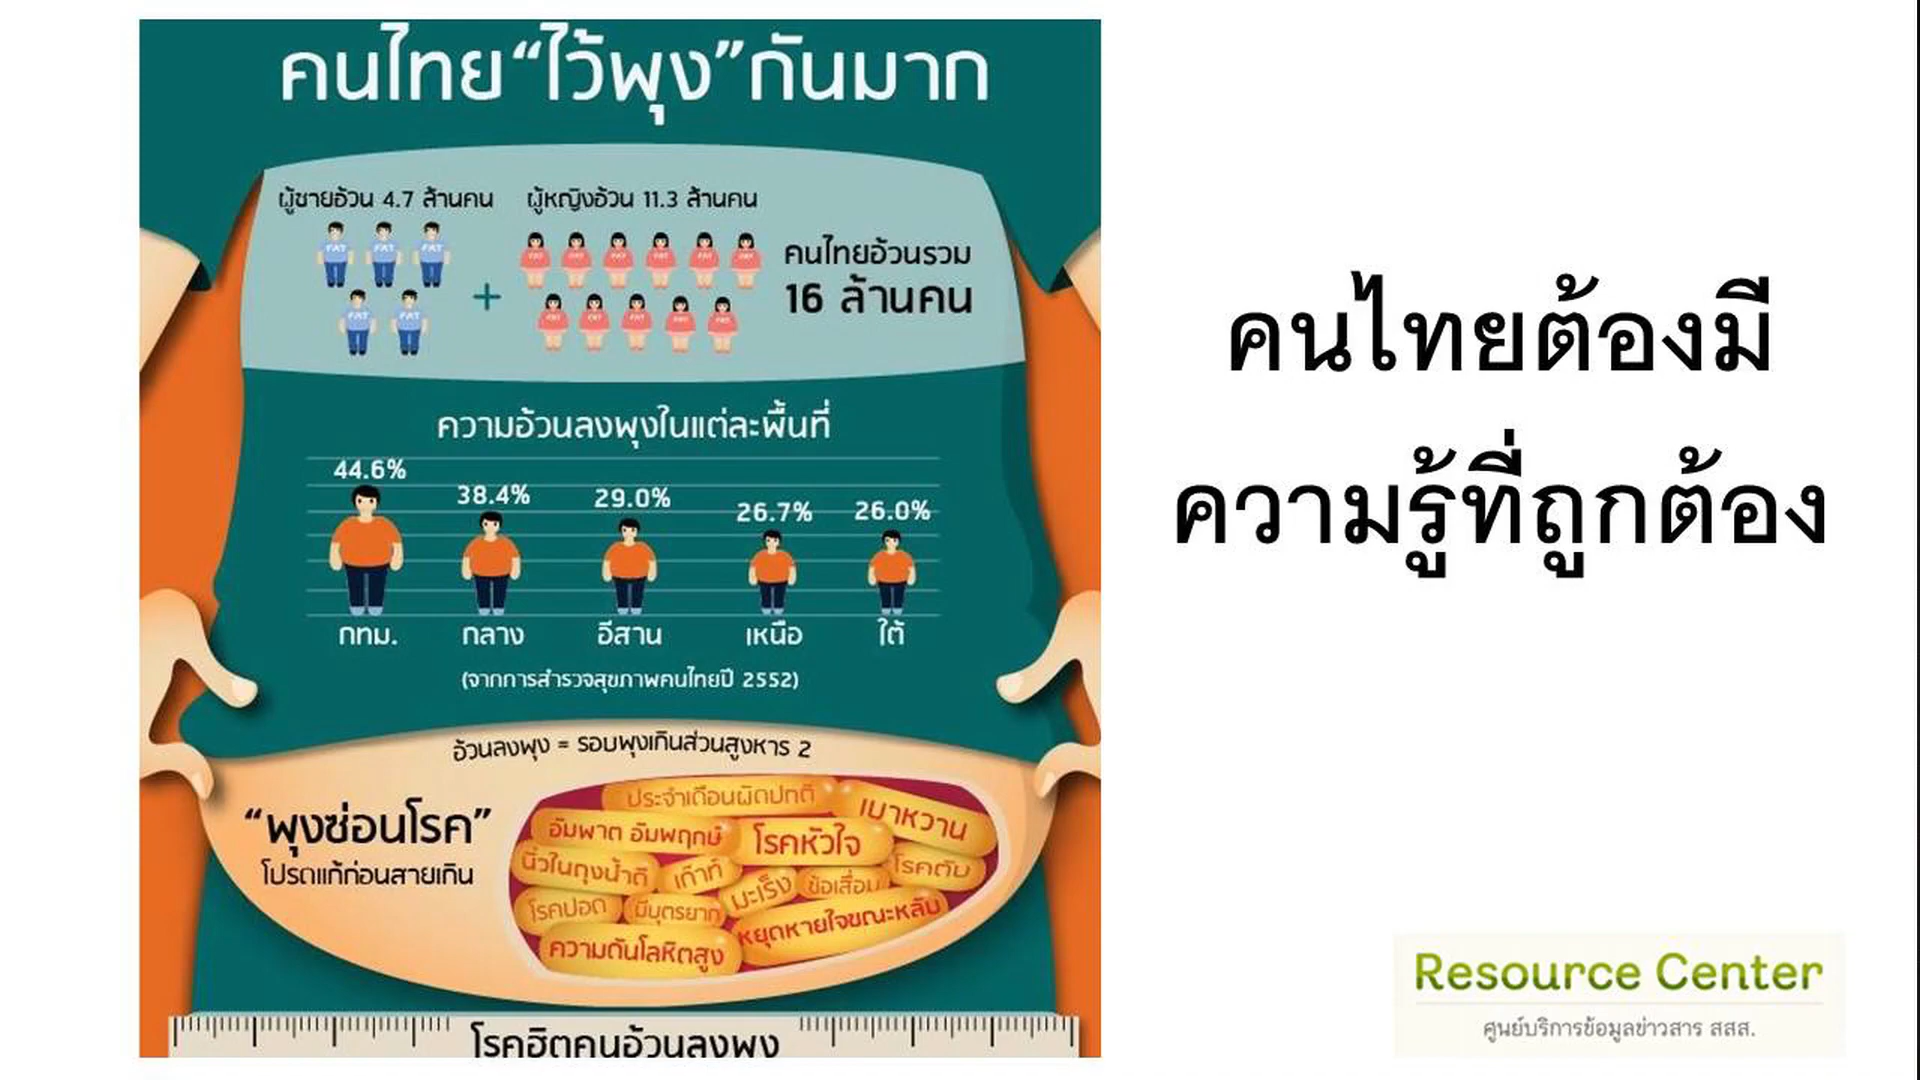 คนไทย“ไว้พุง”กันมาก
ผู้ชายอ้วน 4.7 ล้านคน
ผู้หญิงอ้วน 11.3 ล้านคน
FAT FAT FAT
FAT FAT
+
FAT FAT FAT FAT FAT FAT
FAT FAT FAT FAT FAT
คนไทยอ้วนรวม
16 ล้านคน
ความอ้วนลงพุงในแต่ละพื้นที่
44.6% 38.4% 29.0% 26.7% 26.0%
กทม. กลาง อีสาน เหนือ ใต้
(จากการสำรวจสุขภาพคนไทยปี 2552)
อ้วนลงพุง = รอบพุงเกินส่วนสูงหาร 2
“พุงซ่อนโรค”
โปรดแก้ก่อนสายเกิน
ประจำเดือนผิดปกติ
เบาหวาน
อัมพาต อัมพฤกษ์
โรคหัวใจ
นิ่วในถุงน้ำดี
เก๊าท์
มะเร็ง
ข้อเสื่อม
โรคตับ
โรคปอด
มีบุตรยาก
หยุดหายใจขณะหลับ
ความดันโลหิตสูง
โรคฮิตคนอ้วนลงพุง
คนไทยต้องมี
ความรู้ที่ถูกต้อง
Resource Center
ศูนย์บริการข้อมูลข่าวสาร สสส.